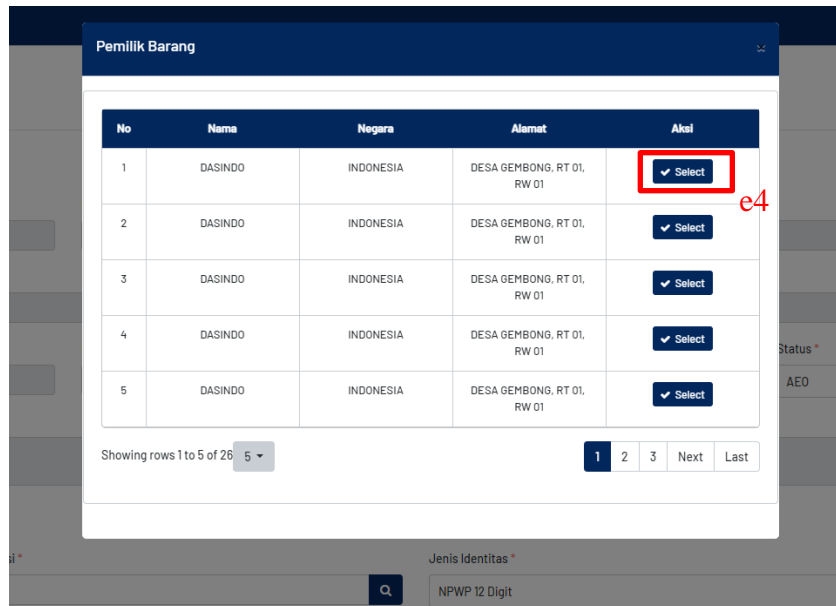 Pemilik Barang
No Nama Negara Alamat Aksi
1 DASINDO INDONESIA DESA GEMBONG, RT 01, Select
RW 01
e4
2 DASINDO INDONESIA DESA GEMBONG, RT 01, Select
RW 01
3 DASINDO INDONESIA DESA GEMBONG, RT 01, Select
RW 01
4 DASINDO INDONESIA DESA GEMBONG, RT 01, Select
RW 01
Status *
5 DASINDO INDONESIA DESA GEMBONG, RT 01, Select
RW 01
AEO
Showing rows 1 to 5 of 26 5 1 2 3 Next Last
si * Jenis Identitas *
NPWP 12 Digit